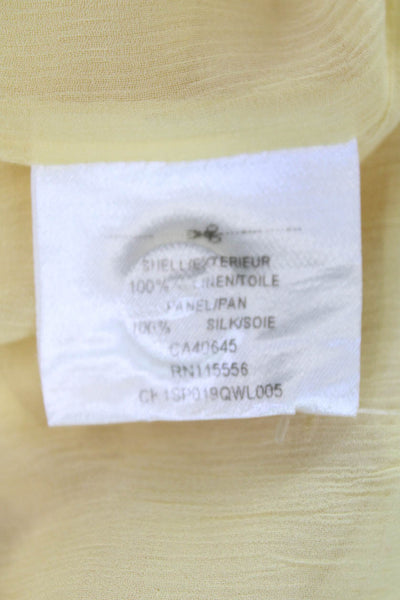 SHELL/EXTERIEUR
100% LINEN/TOILE
PANEL/PAN
100% SILK/SOIE
CA40645
RN115556
CK1SP019QWL005